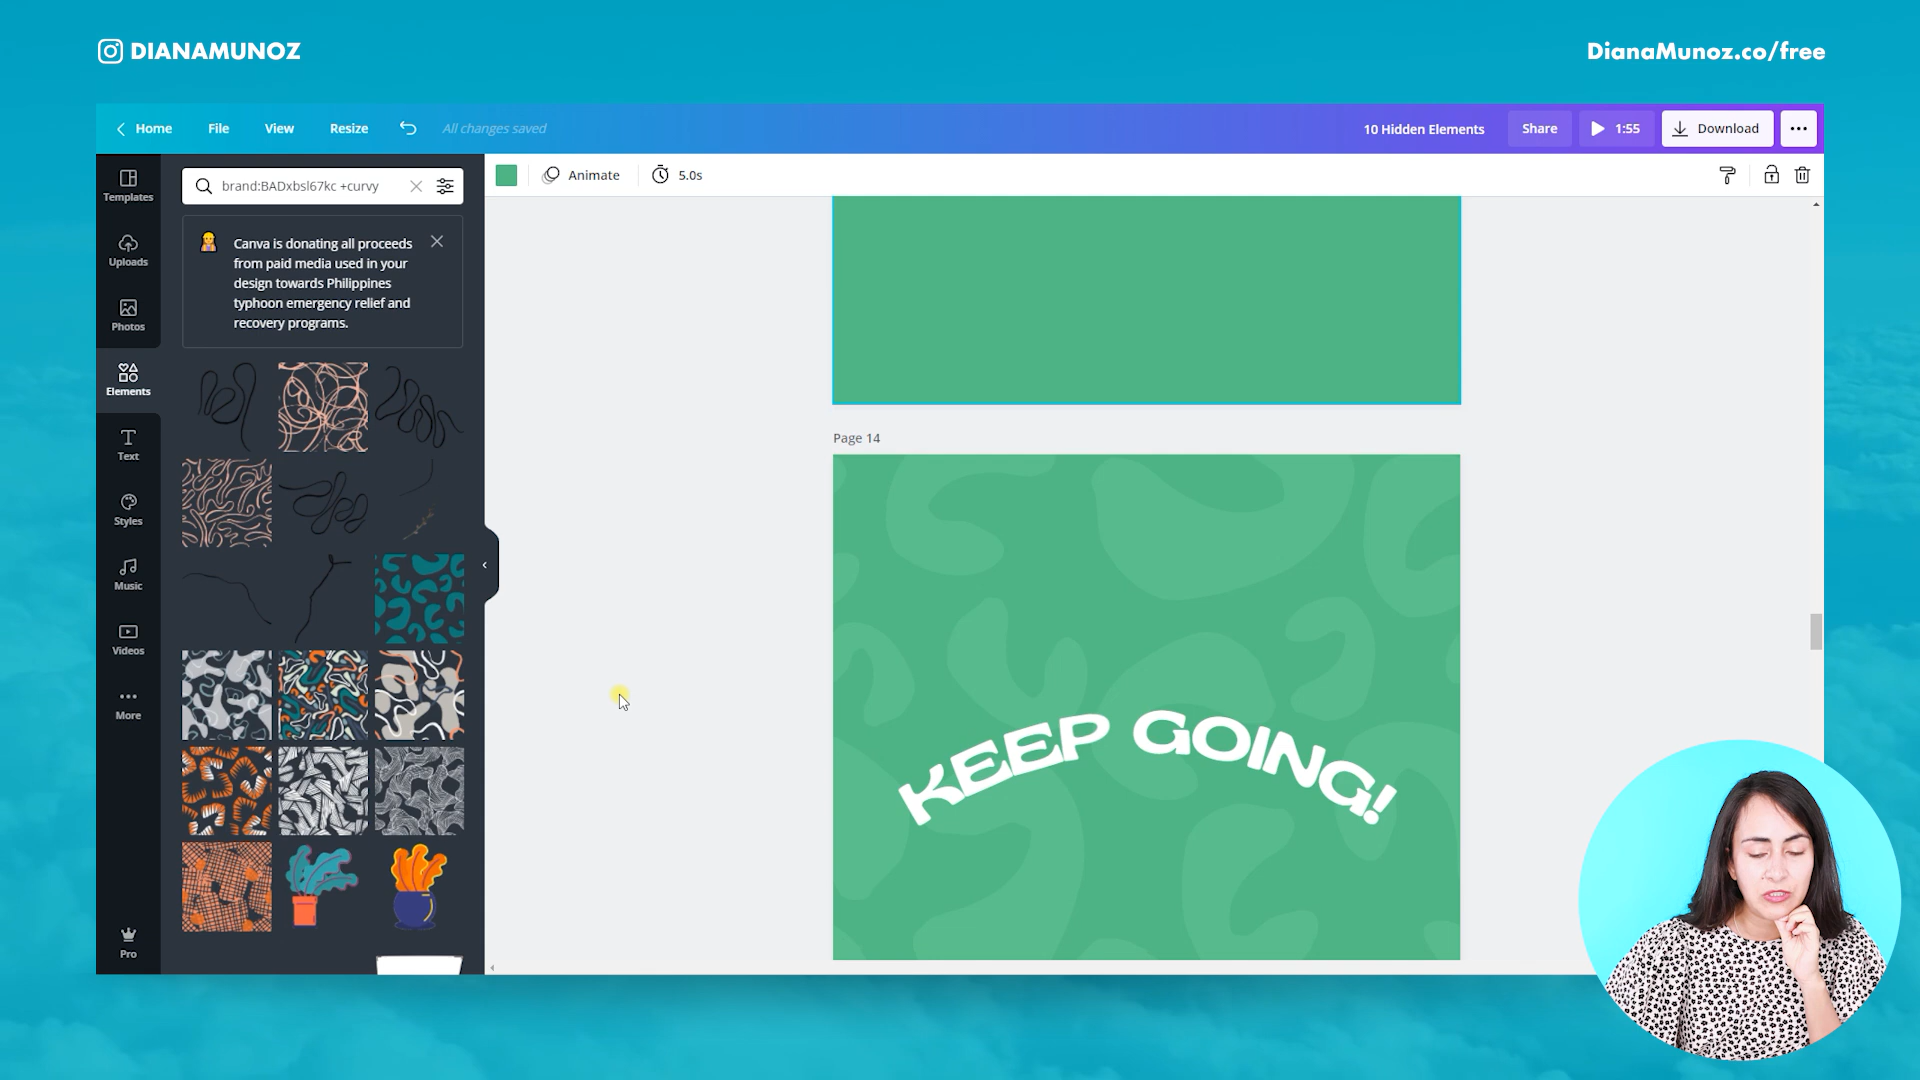 DIANAMUNOZ
DianaMunoz.co/free
Home
File
View
Resize
All changes saved
10 Hidden Elements
Share
1:55
Download
Templates
Uploads
Photos
Elements
Text
Styles
Music
Videos
More
Pro
brand:BADxbsl67kc +curvy
Canva is donating all proceeds
from paid media used in your
design towards Philippines
typhoon emergency relief and
recovery programs.
Animate
5.0s
Page 14
KEEP GOING!